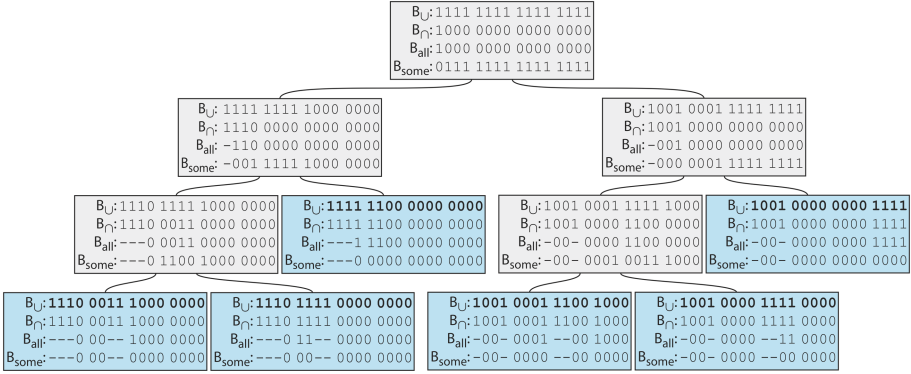 B∪: 1111 1111 1111 1111
B∩: 1000 0000 0000 0000
Ball: 1000 0000 0000 0000
Bsome: 0111 1111 1111 1111
B∪: 1111 1111 1000 0000
B∩: 1110 0000 0000 0000
Ball: -110 0000 0000 0000
Bsome: -001 1111 1000 0000
B∪: 1001 0001 1111 1111
B∩: 1001 0000 0000 0000
Ball: -001 0000 0000 0000
Bsome: -000 0001 1111 1111
B∪: 1110 1111 1000 0000
B∩: 1110 0011 0000 0000
Ball: ---0 0011 0000 0000
Bsome: ---0 1100 1000 0000
B∪: 1111 1100 0000 0000
B∩: 1111 1100 0000 0000
Ball: ---1 1100 0000 0000
Bsome: ---0 0000 0000 0000
B∪: 1001 0001 1111 1000
B∩: 1001 0000 1100 0000
Ball: -00- 0000 1100 0000
Bsome: -00- 0001 0011 1000
B∪: 1001 0000 0000 1111
B∩: 1001 0000 0000 1111
Ball: -00- 0000 0000 1111
Bsome: -00- 0000 0000 0000
B∪: 1110 0011 1000 0000
B∩: 1110 0011 1000 0000
Ball: ---0 00-- 1000 0000
Bsome: ---0 00-- 0000 0000
B∪: 1110 1111 0000 0000
B∩: 1110 1111 0000 0000
Ball: ---0 11-- 0000 0000
Bsome: ---0 00-- 0000 0000
B∪: 1001 0001 1100 1000
B∩: 1001 0001 1100 1000
Ball: -00- 0001 --00 1000
Bsome: -00- 0000 --00 0000
B∪: 1001 0000 1111 0000
B∩: 1001 0000 1111 0000
Ball: -00- 0000 --11 0000
Bsome: -00- 0000 --00 0000